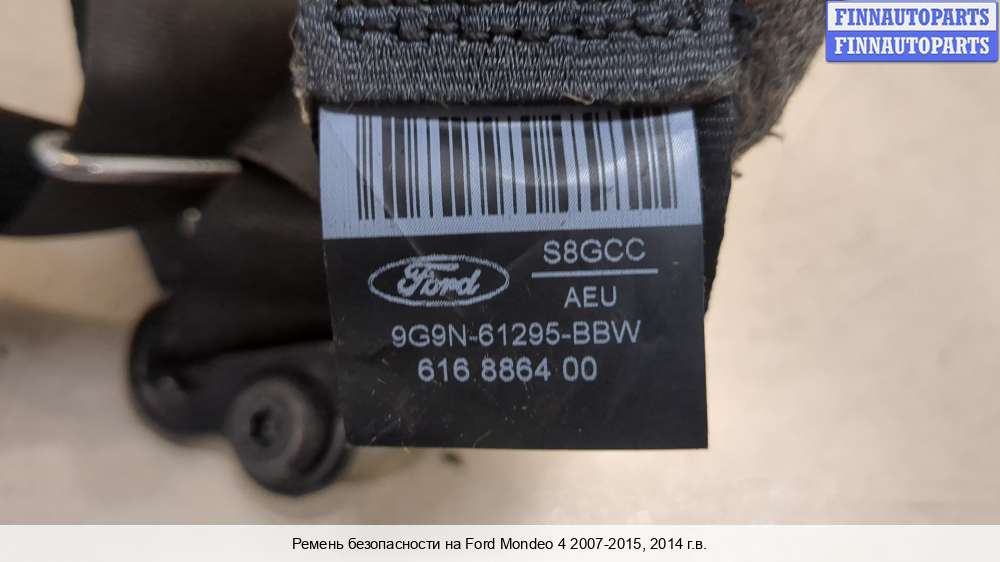 FINNAUTOPARTS
FINNAUTOPARTS
S8GCC
Ford
AEU
9G9N-61295-BBW
616 8864 00
Ремень безопасности на Ford Mondeo 4 2007-2015, 2014 г.в.